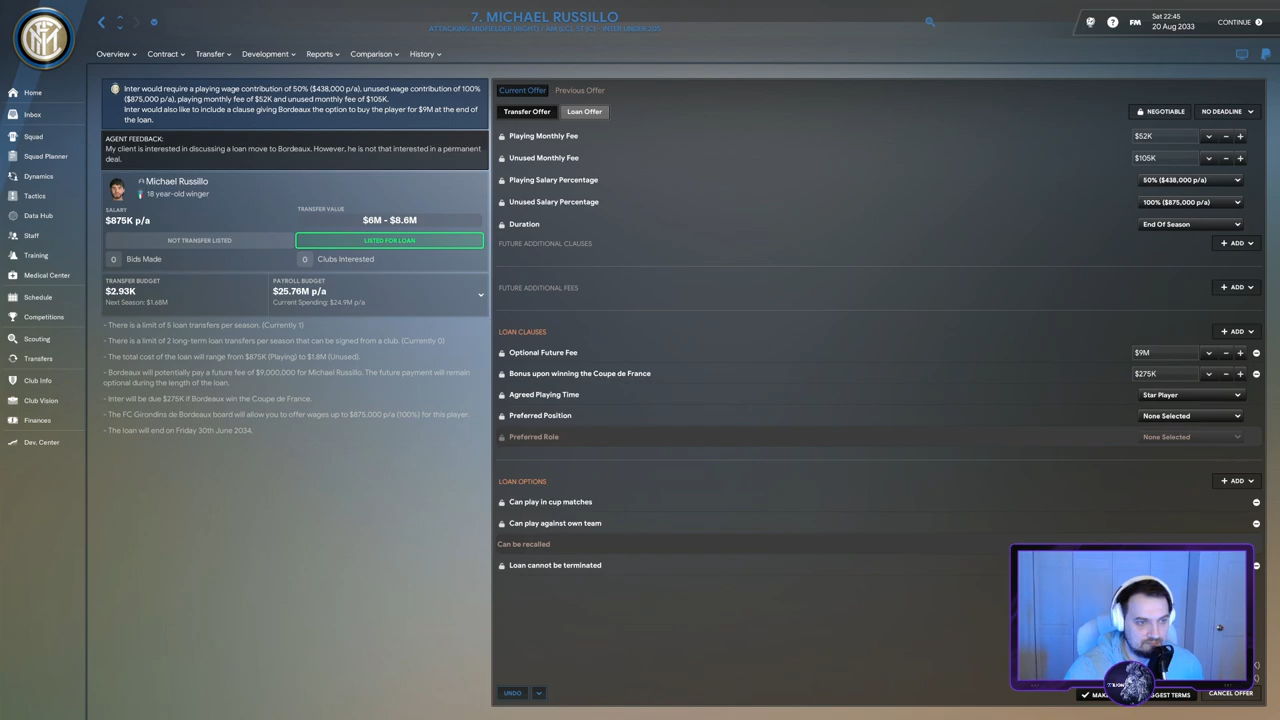 7. MICHAEL RUSSILLO
ATTACKING MIDFIELDER (RIGHT) / AM (LC), ST (C) - INTER UNDER 20S
FM
Sat 22:45
20 Aug 2033
CONTINUE
Overview
Contract
Transfer
Development
Reports
Comparison
History
Home
Inbox
Squad
Squad Planner
Dynamics
Tactics
Data Hub
Staff
Training
Medical Center
Schedule
Competitions
Scouting
Transfers
Club Info
Club Vision
Finances
Dev. Center
Inter would require a playing wage contribution of 50% ($438,000 p/a), unused wage contribution of 100%
($875,000 p/a), playing monthly fee of $52K and unused monthly fee of $105K.
Inter would also like to include a clause giving Bordeaux the option to buy the player for $9M at the end of
the loan.
AGENT FEEDBACK:
My client is interested in discussing a loan move to Bordeaux. However, he is not that interested in a permanent
deal.
Michael Russillo
18 year-old winger
SALARY
$875K p/a
TRANSFER VALUE
$6M - $8.6M
NOT TRANSFER LISTED
LISTED FOR LOAN
0 Bids Made
0 Clubs Interested
TRANSFER BUDGET
$2.93K
Next Season: $1.68M
PAYROLL BUDGET
$25.76M p/a
Current Spending: $24.9M p/a
- There is a limit of 5 loan transfers per season. (Currently 1)
- There is a limit of 2 long-term loan transfers per season that can be signed from a club. (Currently 0)
- The total cost of the loan will range from $875K (Playing) to $1.8M (Unused).
- Bordeaux will potentially pay a future fee of $9,000,000 for Michael Russillo. The future payment will remain
optional during the length of the loan.
- Inter will be due $275K if Bordeaux win the Coupe de France.
- The FC Girondins de Bordeaux board will allow you to offer wages up to $875,000 p/a (100%) for this player.
- The loan will end on Friday 30th June 2034.
Current Offer
Previous Offer
Transfer Offer
Loan Offer
NEGOTIABLE
NO DEADLINE
Playing Monthly Fee
$52K
Unused Monthly Fee
$105K
Playing Salary Percentage
50% ($438,000 p/a)
Unused Salary Percentage
100% ($875,000 p/a)
Duration
End Of Season
FUTURE ADDITIONAL CLAUSES
ADD
FUTURE ADDITIONAL FEES
ADD
LOAN CLAUSES
ADD
Optional Future Fee
$9M
Bonus upon winning the Coupe de France
$275K
Agreed Playing Time
Star Player
Preferred Position
None Selected
Preferred Role
None Selected
LOAN OPTIONS
ADD
Can play in cup matches
Can play against own team
Can be recalled
Loan cannot be terminated
UNDO
TERMS
CANCEL OFFER